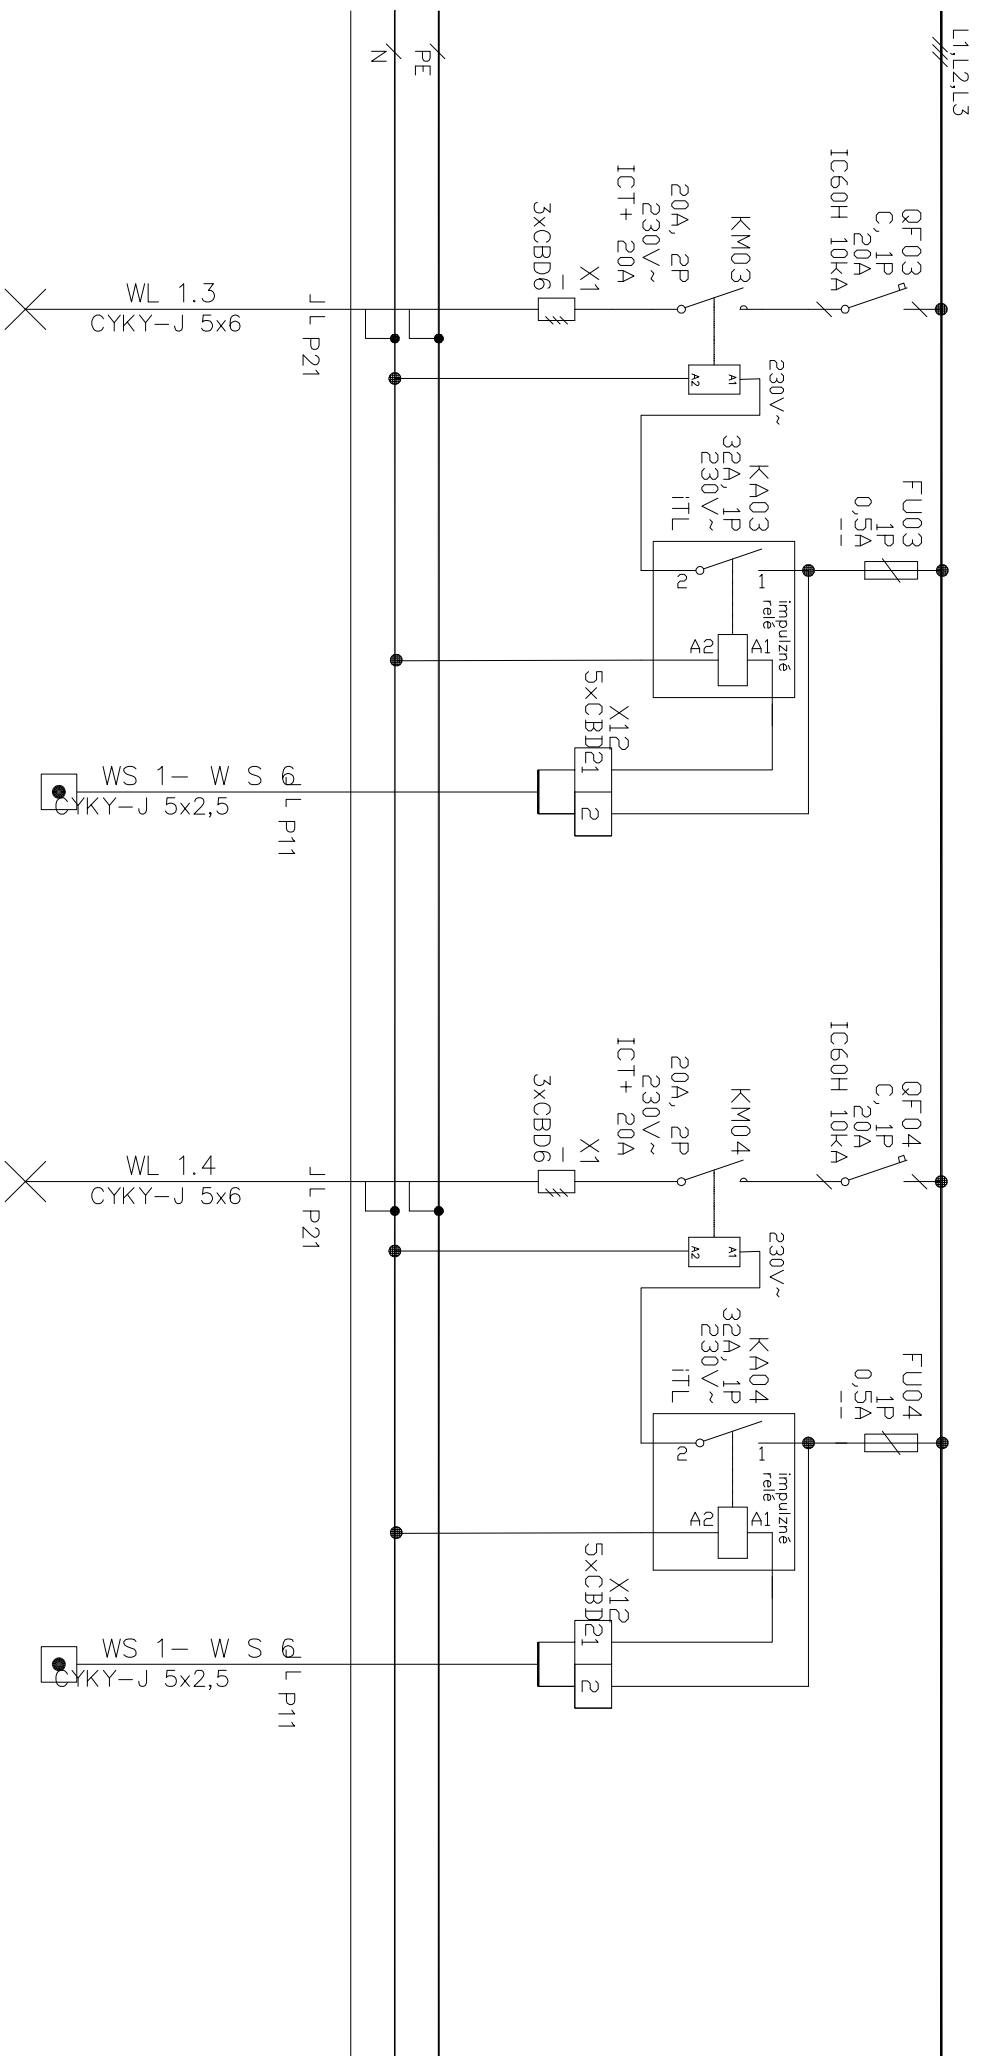 L1,L2,L3
PE
N
QF03
C, 1P
20A
IC60H 10kA
KM03
20A, 2P
230V~
ICT+ 20A
X1
–
3xCBD6
230V~
A1
A2
FU03
1P
0,5A
--
KA03
32A, 1P
230V~
iTL
1
2
impulzné
relé
A1
A2
X12
5xCBD2
1
2
WL 1.3
CYKY-J 5x6
P21
WS 1- W S 6
CYKY-J 5x2,5
P11
QF04
C, 1P
20A
IC60H 10kA
KM04
20A, 2P
230V~
ICT+ 20A
X1
–
3xCBD6
230V~
A1
A2
FU04
1P
0,5A
--
KA04
32A, 1P
230V~
iTL
1
2
impulzné
relé
A1
A2
X12
5xCBD2
1
2
WL 1.4
CYKY-J 5x6
P21
WS 1- W S 6
CYKY-J 5x2,5
P11